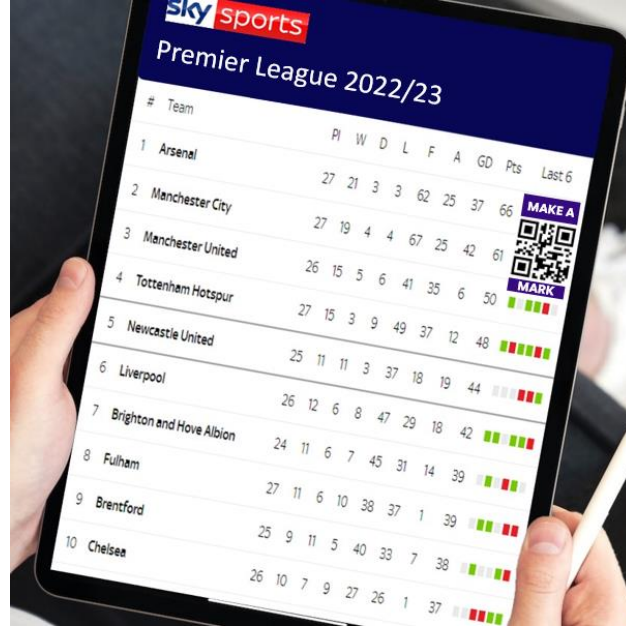 sky sports
Premier League 2022/23
# Team Pl W D L F A GD Pts Last 6
1 Arsenal 27 21 3 3 62 25 37 66
2 Manchester City 27 19 4 4 67 25 42 61
3 Manchester United 26 15 5 6 41 35 6 50
4 Tottenham Hotspur 27 15 3 9 49 37 12 48
5 Newcastle United 25 11 11 3 37 18 19 44
6 Liverpool 26 12 6 8 47 29 18 42
7 Brighton and Hove Albion 24 11 6 7 45 31 14 39
8 Fulham 27 11 6 10 38 37 1 39
9 Brentford 25 9 11 5 40 33 7 38
10 Chelsea 26 10 7 9 27 26 1 37
MAKE A
MARK